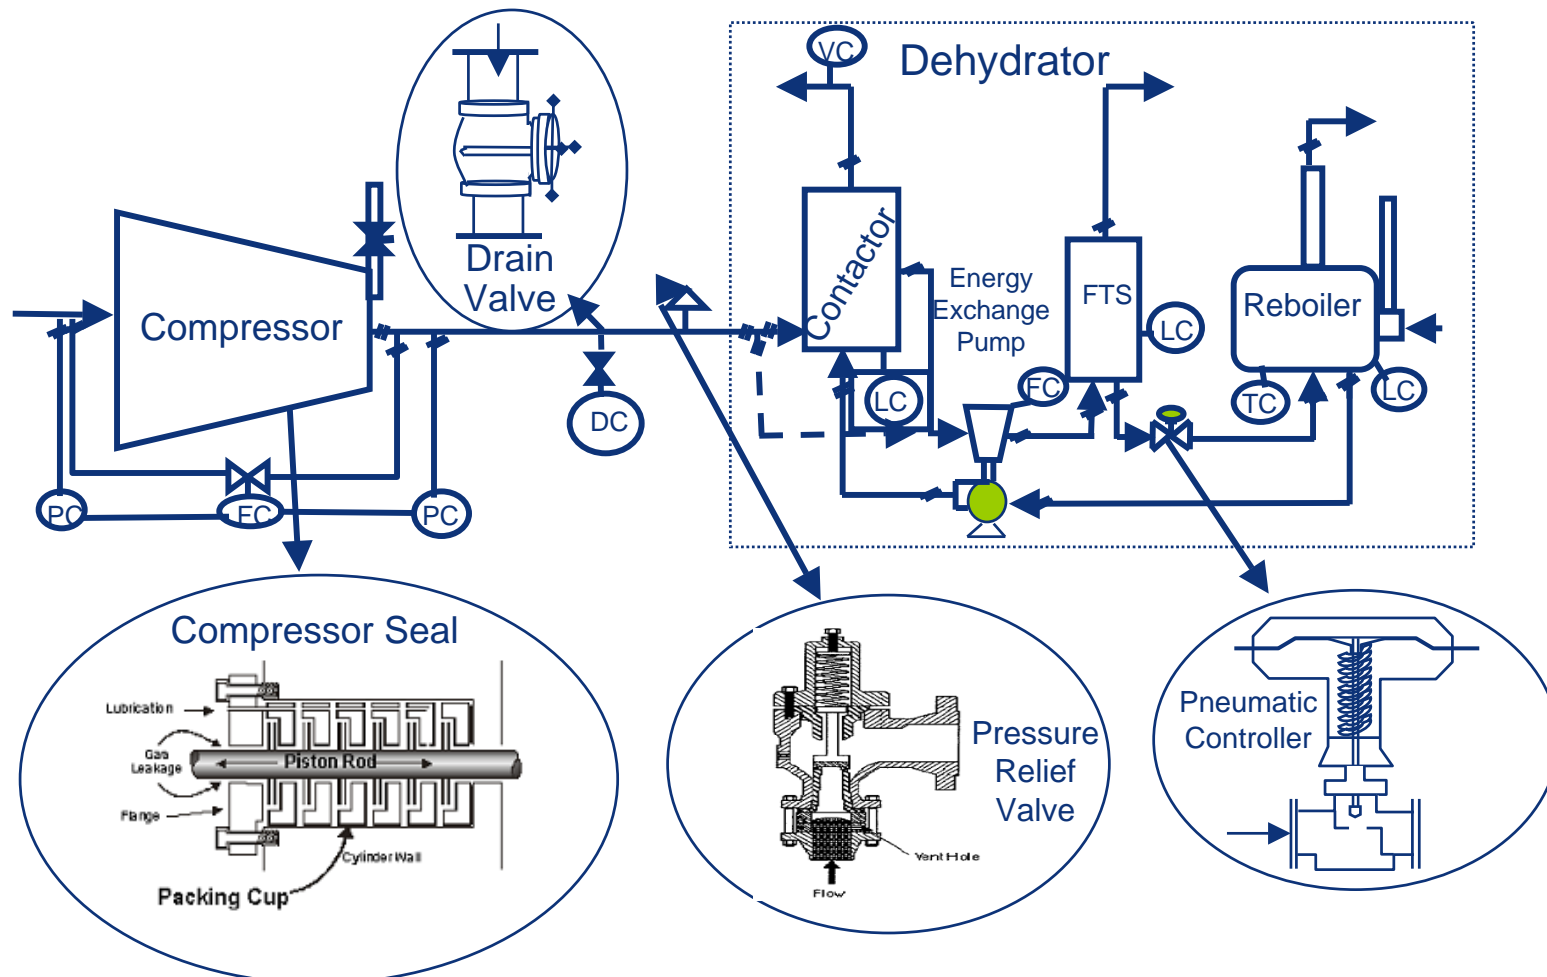 VC
Dehydrator
Drain
Valve
Compressor
Contactor
Energy
Exchange
Pump
FTS
LC
Reboiler
FC
LC
TC
LC
DC
PC
FC
PC
Compressor Seal
Lubrication
Gas
Leakage
Piston Rod
Flange
Cylinder Wall
Packing Cup
Pressure
Relief
Valve
Vent Hole
Flow
Pneumatic
Controller